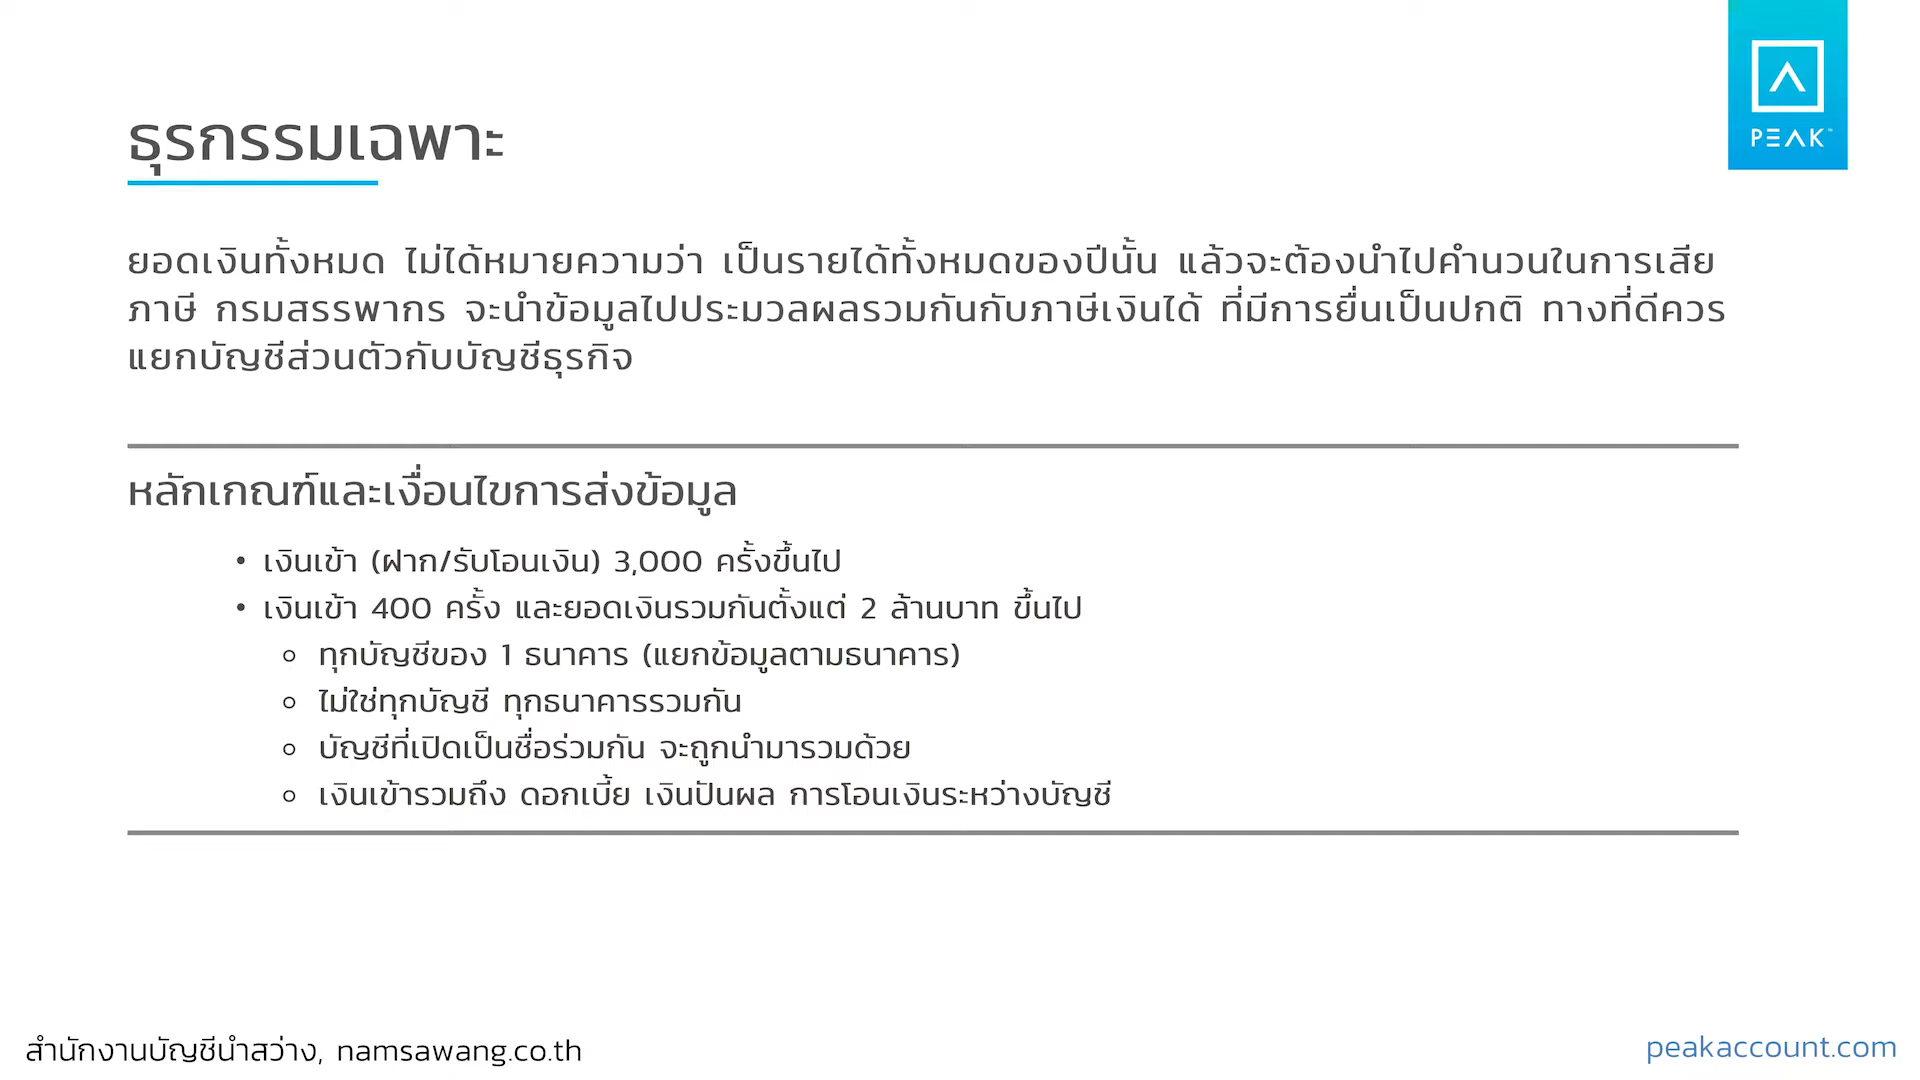 PEAK
ธุรกรรมเฉพาะ
ยอดเงินทั้งหมด ไม่ได้หมายความว่า เป็นรายได้ทั้งหมดของปีนั้น แล้วจะต้องนำไปคำนวนในการเสีย
ภาษี กรมสรรพากร จะนำข้อมูลไปประมวลผลรวมกันกับภาษีเงินได้ ที่มีการยื่นเป็นปกติ ทางที่ดีควร
แยกบัญชีส่วนตัวกับบัญชีธุรกิจ
หลักเกณฑ์และเงื่อนไขการส่งข้อมูล
• เงินเข้า (ฝาก/รับโอนเงิน) 3,000 ครั้งขึ้นไป
• เงินเข้า 400 ครั้ง และยอดเงินรวมกันตั้งแต่ 2 ล้านบาท ขึ้นไป
○ ทุกบัญชีของ 1 ธนาคาร (แยกข้อมูลตามธนาคาร)
○ ไม่ใช่ทุกบัญชี ทุกธนาคารรวมกัน
○ บัญชีที่เปิดเป็นชื่อร่วมกัน จะถูกนำมารวมด้วย
○ เงินเข้ารวมถึง ดอกเบี้ย เงินปันผล การโอนเงินระหว่างบัญชี
สำนักงานบัญชีนำสว่าง, namsawang.co.th
peakaccount.com